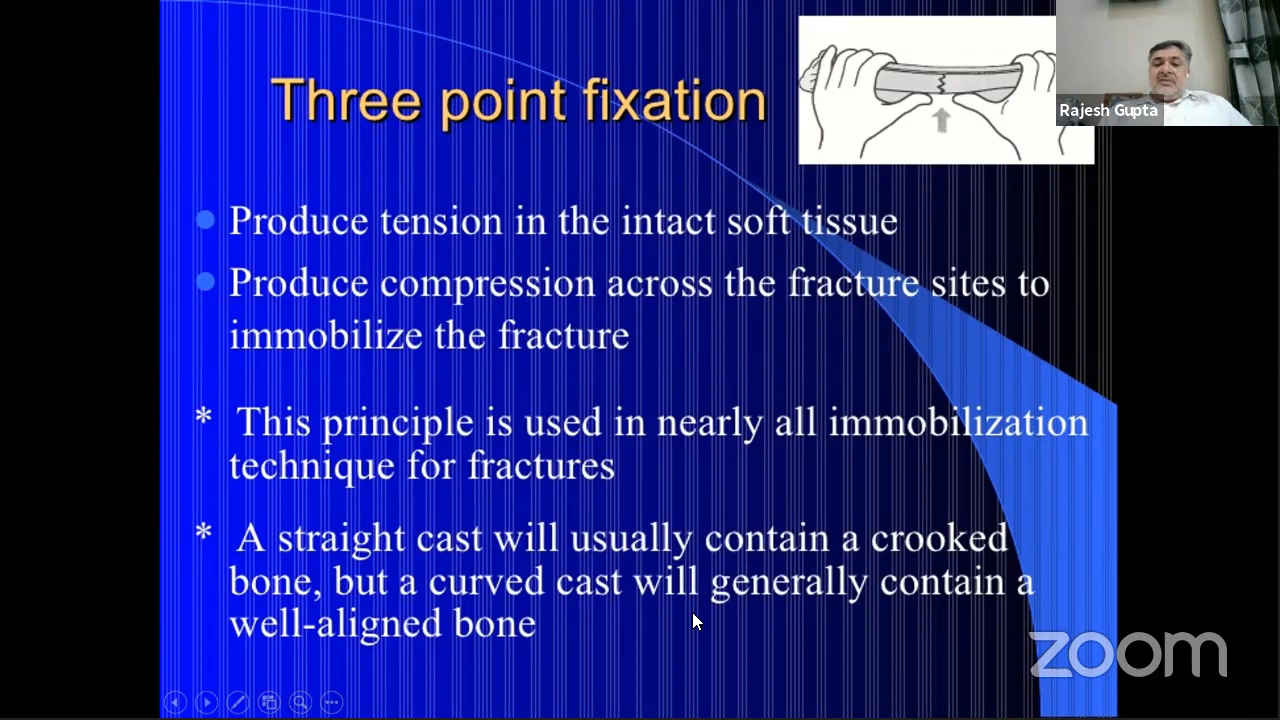 Three point fixation
Rajesh Gupta
Produce tension in the intact soft tissue
Produce compression across the fracture sites to
immobilize the fracture
* This principle is used in nearly all immobilization
technique for fractures
* A straight cast will usually contain a crooked
bone, but a curved cast will generally contain a
well-aligned bone
zoom